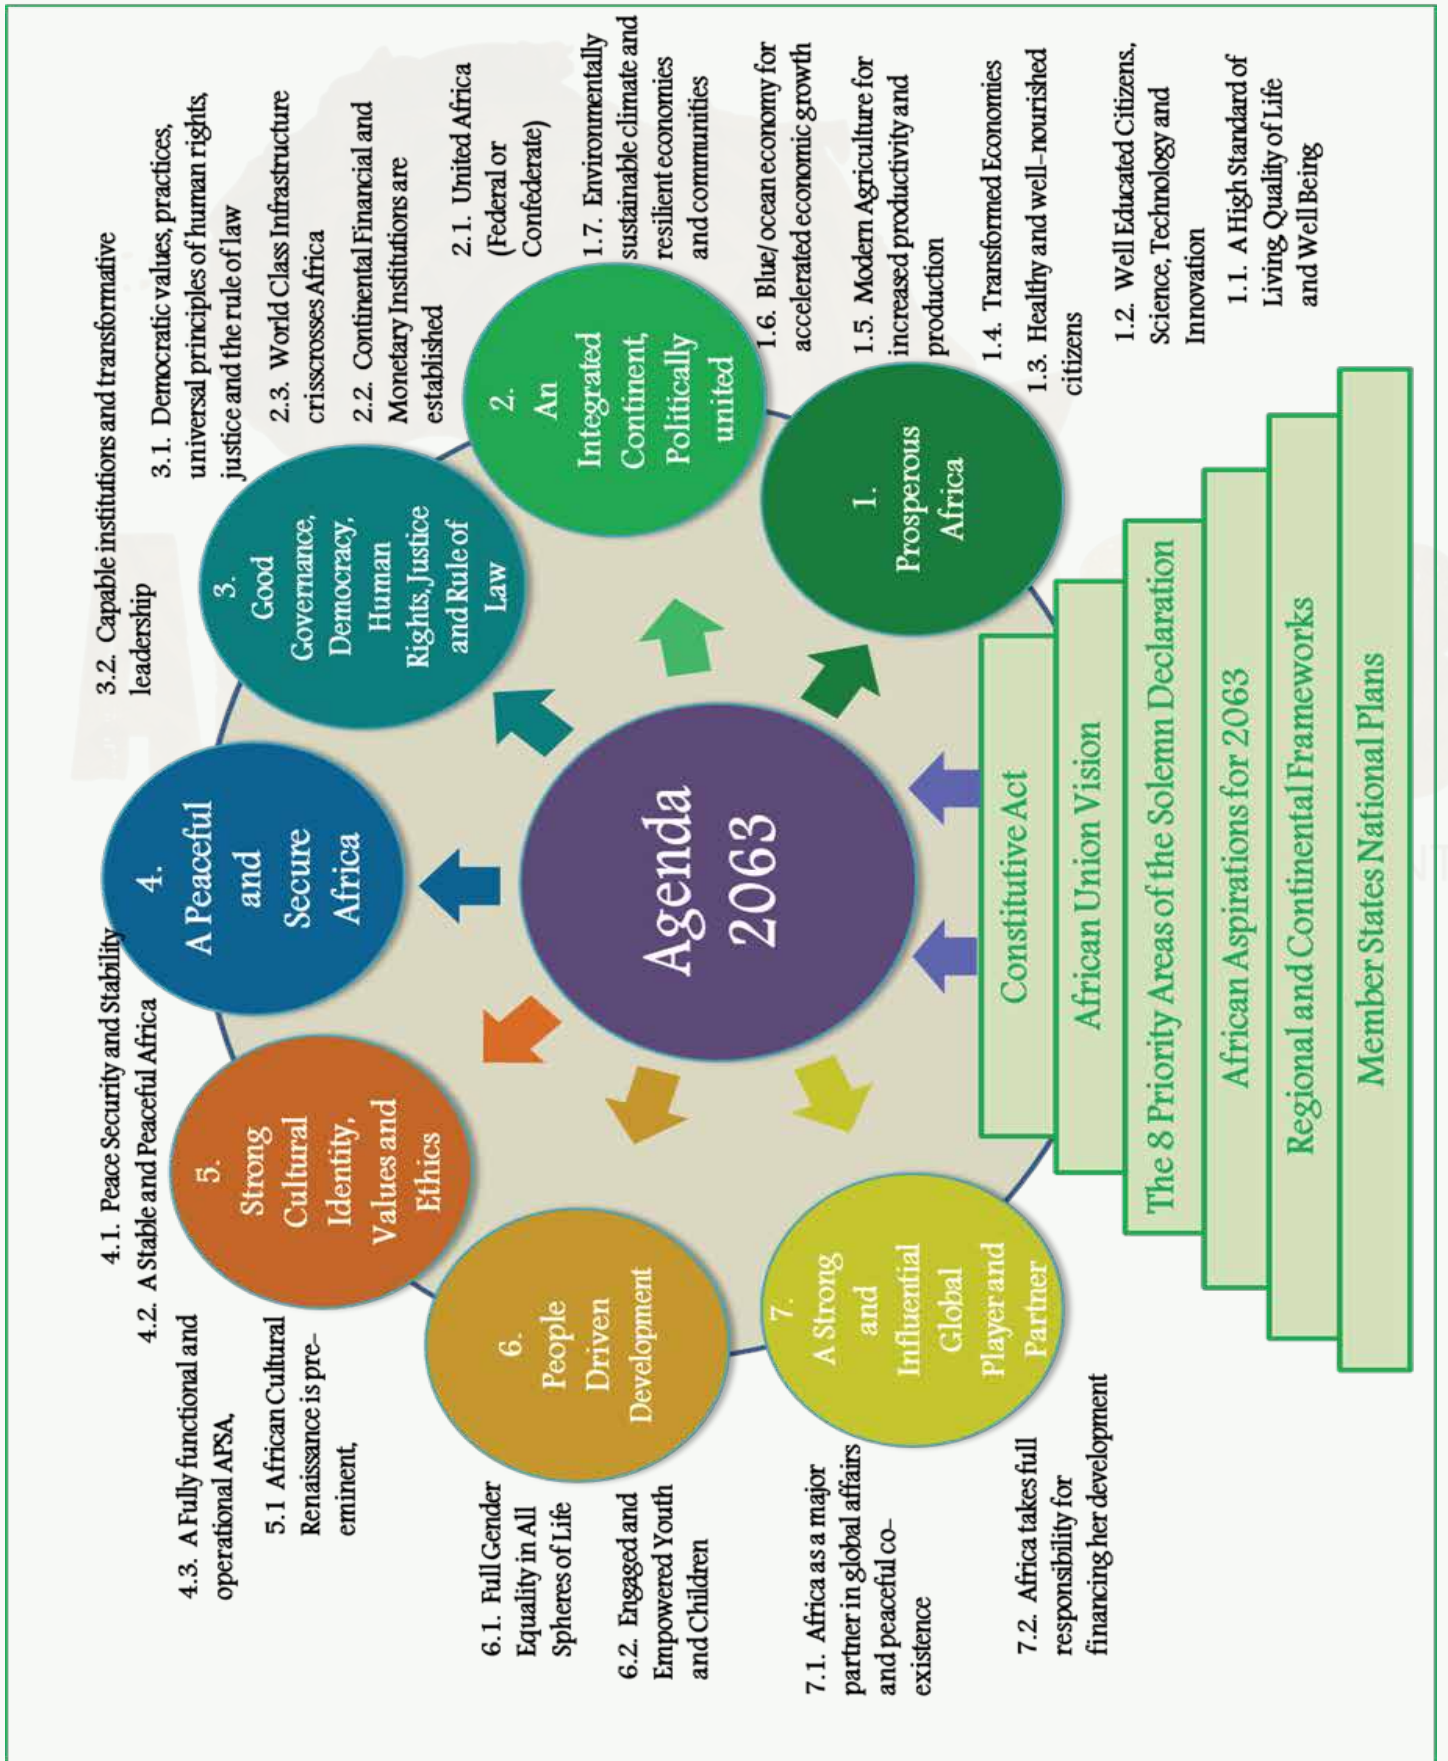 4.1. Peace Security and Stability
4.2. A Stable and Peaceful Africa
4.3. A Fully functional and
operational APSA,
5.1 African Cultural
Renaissance is pre-
eminent,
6.1. Full Gender
Equality in All
Spheres of Life
6.2. Engaged and
Empowered Youth
and Children
7.1. Africa as a major
partner in global affairs
and peaceful co-
existence
7.2. Africa takes full
responsibility for
financing her development
4.
A Peaceful
and
Secure
Africa
5.
Strong
Cultural
Identity,
Values and
Ethics
6.
People
Driven
Development
7.
A Strong
and
Influential
Global
Player and
Partner
Agenda
2063
3.
Good
Governance,
Democracy,
Human
Rights, Justice
and Rule of
Law
2.
An
Integrated
Continent,
Politically
united
1.
Prosperous
Africa
3.2. Capable institutions and transformative
leadership
3.1. Democratic values, practices,
universal principles of human rights,
justice and the rule of law
2.3. World Class Infrastructure
crisscrosses Africa
2.2. Continental Financial and
Monetary Institutions are
established
2.1. United Africa
(Federal or
Confederate)
1.7. Environmentally
sustainable climate and
resilient economies
and communities
1.6. Blue/ ocean economy for
accelerated economic growth
1.5. Modern Agriculture for
increased productivity and
production
1.4. Transformed Economies
1.3. Healthy and well-nourished
citizens
1.2. Well Educated Citizens,
Science, Technology and
Innovation
1.1. A High Standard of
Living, Quality of Life
and Well Being
Constitutive Act
African Union Vision
The 8 Priority Areas of the Solemn Declaration
African Aspirations for 2063
Regional and Continental Frameworks
Member States National Plans